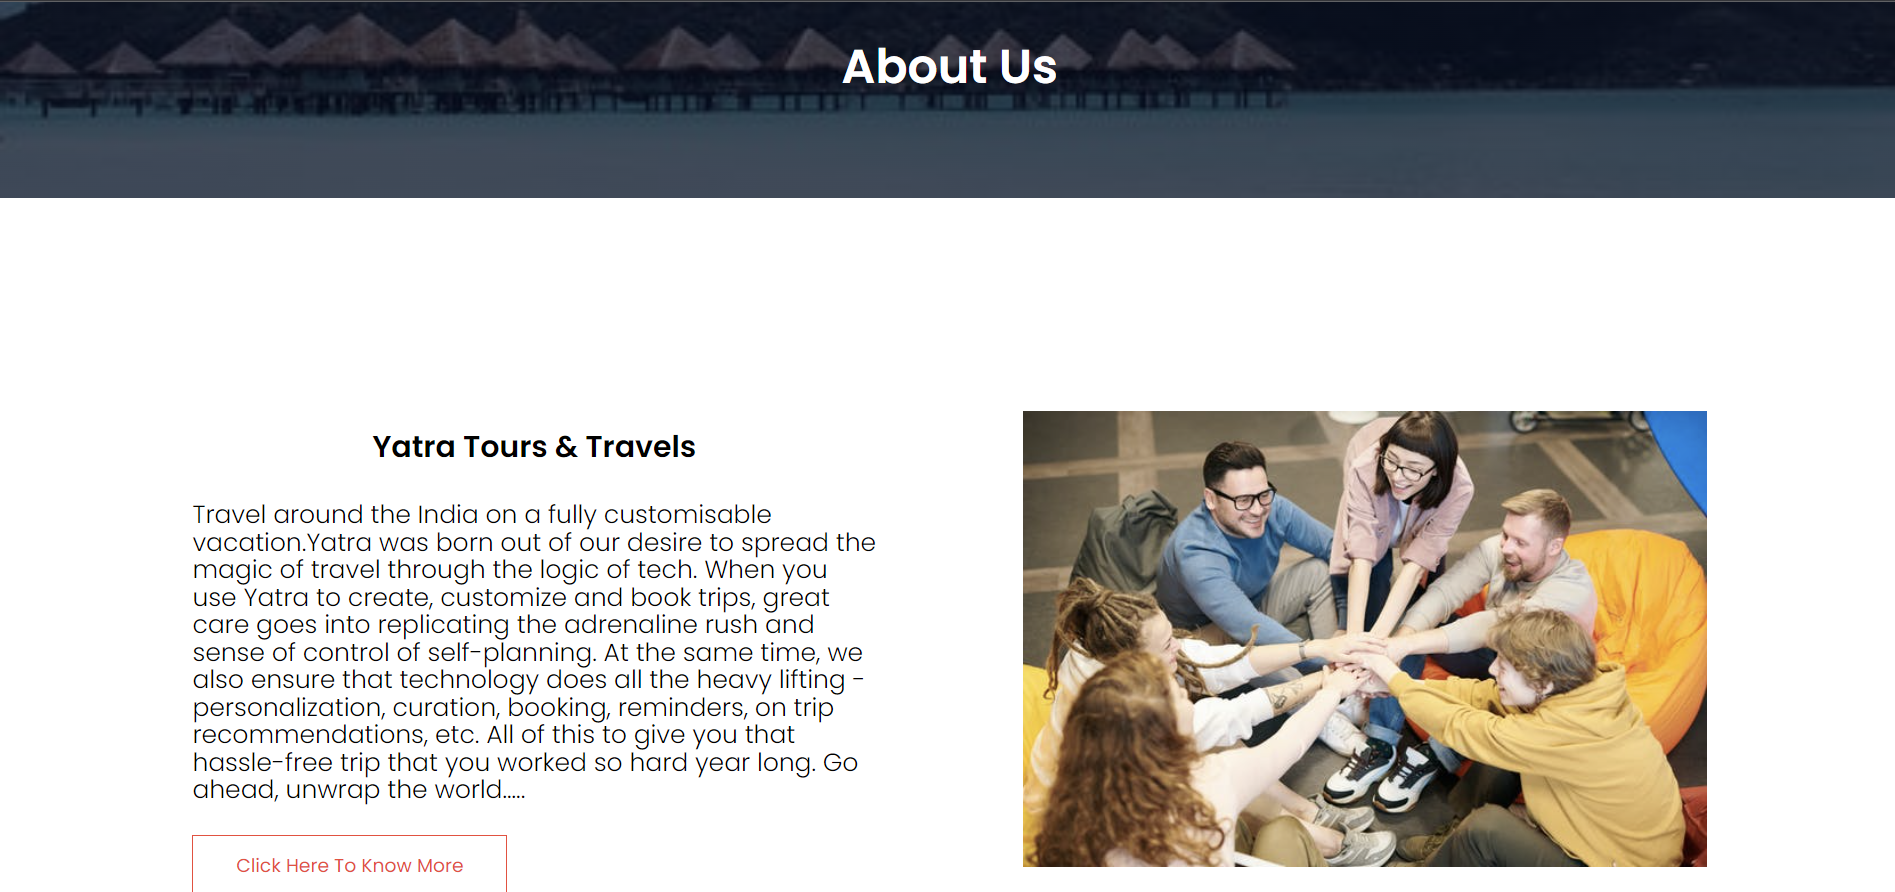 About Us
Yatra Tours & Travels
Travel around the India on a fully customisable
vacation.Yatra was born out of our desire to spread the
magic of travel through the logic of tech. When you
use Yatra to create, customize and book trips, great
care goes into replicating the adrenaline rush and
sense of control of self-planning. At the same time, we
also ensure that technology does all the heavy lifting -
personalization, curation, booking, reminders, on trip
recommendations, etc. All of this to give you that
hassle-free trip that you worked so hard year long. Go
ahead, unwrap the world.....
Click Here To Know More